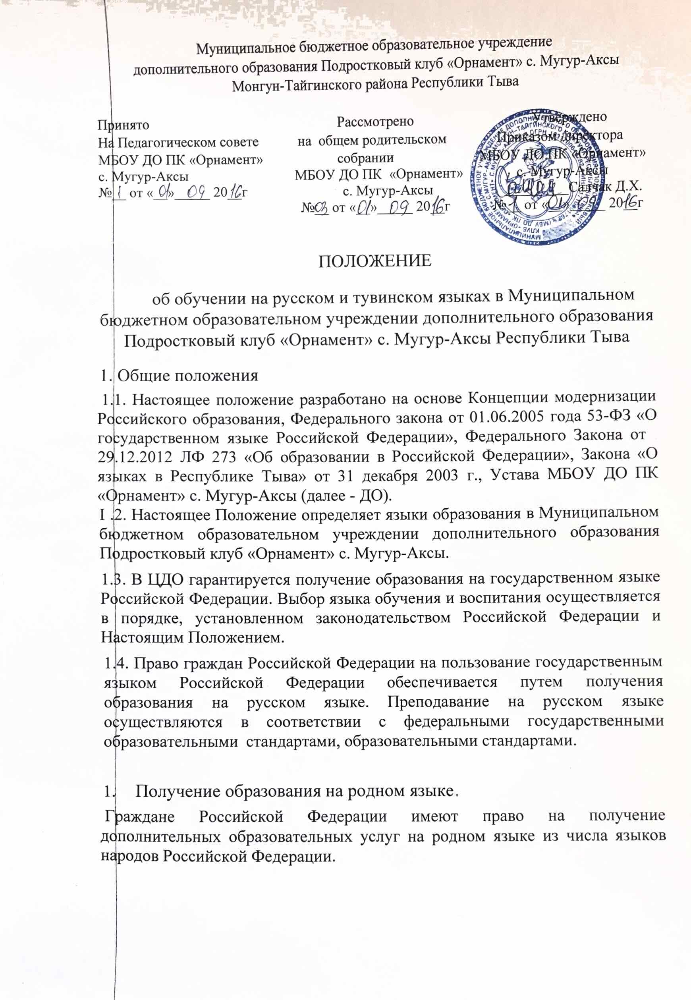 Муниципальное бюджетное образовательное учреждение
дополнительного образования Подростковый клуб «Орнамент» с. Мугур-Аксы
Монгун-Тайгинского района Республики Тыва
Принято
На Педагогическом совете
МБОУ ДО ПК «Орнамент»
с. Мугур-Аксы
№ 1 от «01» 09 2016г
Рассмотрено
на общем родительском
собрании
МБОУ ДО ПК «Орнамент»
с. Мугур-Аксы
№03 от «01» 09 2016г
Утверждено
Приказом директора
МБОУ ДО ПК «Орнамент»
с. Мугур-Аксы
Салчак Д.Х.
№ 1 от «01» 09 2016г
ПОЛОЖЕНИЕ
об обучении на русском и тувинском языках в Муниципальном
бюджетном образовательном учреждении дополнительного образования
Подростковый клуб «Орнамент» с. Мугур-Аксы Республики Тыва
1. Общие положения
1.1. Настоящее положение разработано на основе Концепции модернизации
Российского образования, Федерального закона от 01.06.2005 года 53-ФЗ «О
государственном языке Российской Федерации», Федерального Закона от
29.12.2012 ЛФ 273 «Об образовании в Российской Федерации», Закона «О
языках в Республике Тыва» от 31 декабря 2003 г., Устава МБОУ ДО ПК
«Орнамент» с. Мугур-Аксы (далее - ДО).
I .2. Настоящее Положение определяет языки образования в Муниципальном
бюджетном образовательном учреждении дополнительного образования
Подростковый клуб «Орнамент» с. Мугур-Аксы.
1.3. В ЦДО гарантируется получение образования на государственном языке
Российской Федерации. Выбор языка обучения и воспитания осуществляется
в порядке, установленном законодательством Российской Федерации и
Настоящим Положением.
1.4. Право граждан Российской Федерации на пользование государственным
языком Российской Федерации обеспечивается путем получения
образования на русском языке. Преподавание на русском языке
осуществляются в соответствии с федеральными государственными
образовательными стандартами, образовательными стандартами.
1. Получение образования на родном языке.
Граждане Российской Федерации имеют право на получение
дополнительных образовательных услуг на родном языке из числа языков
народов Российской Федерации.